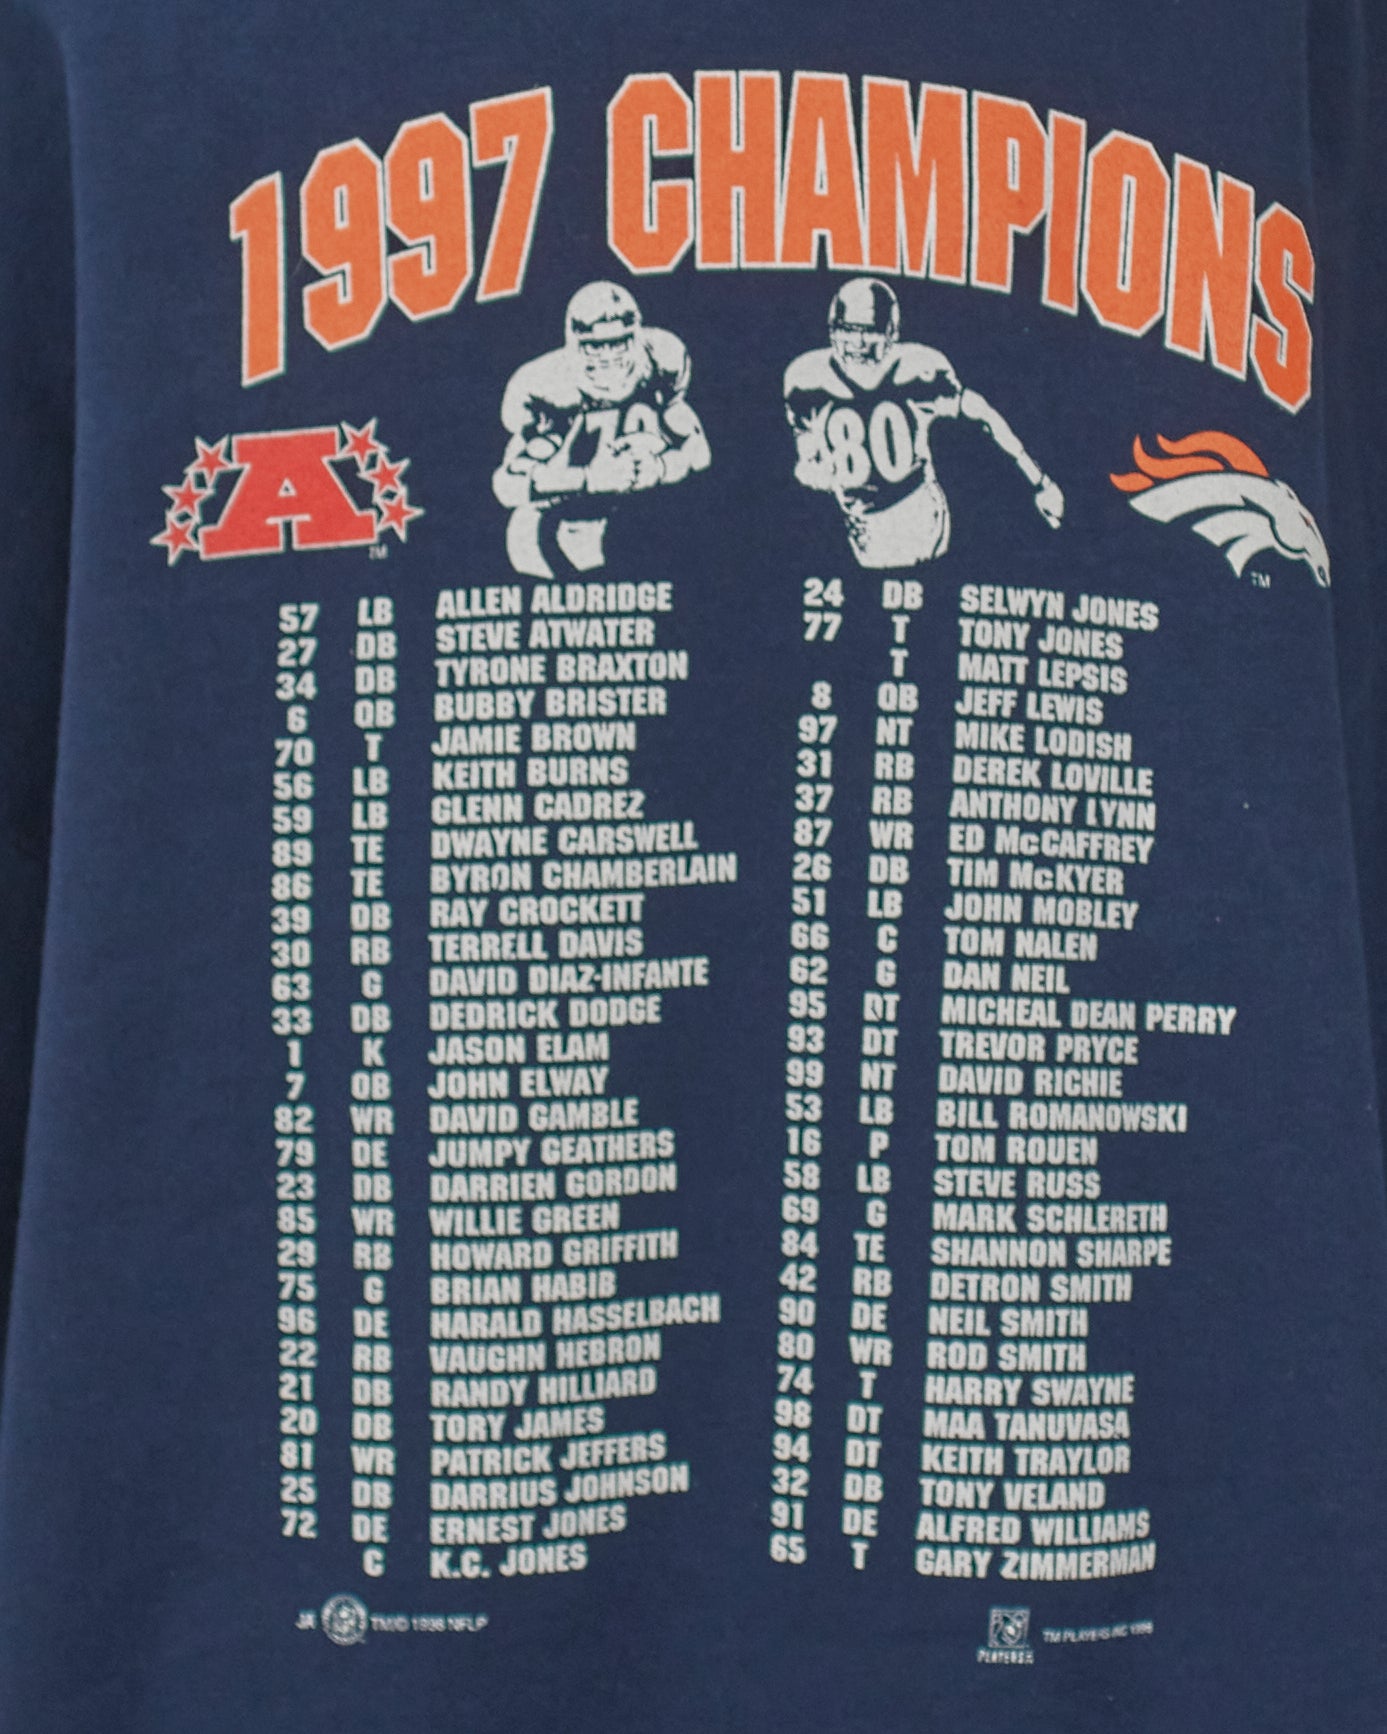 1997 CHAMPIONS
80
A
TM
TM
57 LB ALLEN ALDRIDGE
27 DB STEVE ATWATER
34 DB TYRONE BRAXTON
6 QB BUBBY BRISTER
70 T JAMIE BROWN
56 LB KEITH BURNS
59 LB GLENN CADREZ
89 TE DWAYNE CARSWELL
86 TE BYRON CHAMBERLAIN
39 DB RAY CROCKETT
30 RB TERRELL DAVIS
63 G DAVID DIAZ-INFANTE
33 DB DEDRICK DODGE
1 K JASON ELAM
7 QB JOHN ELWAY
82 WR DAVID GAMBLE
79 DE JUMPY GEATHERS
23 DB DARRIEN GORDON
85 WR WILLIE GREEN
29 RB HOWARD GRIFFITH
75 G BRIAN HABIB
96 DE HARALD HASSELBACH
22 RB VAUGHN HEBRON
21 DB RANDY HILLIARD
20 DB TORY JAMES
81 WR PATRICK JEFFERS
25 DB DARRIUS JOHNSON
72 DE ERNEST JONES
C K.C. JONES
24 DB SELWYN JONES
77 T TONY JONES
T MATT LEPSIS
8 QB JEFF LEWIS
97 NT MIKE LODISH
31 RB DEREK LOVILLE
37 RB ANTHONY LYNN
87 WR ED McCAFFREY
26 DB TIM McKYER
51 LB JOHN MOBLEY
66 C TOM NALEN
62 G DAN NEIL
95 DT MICHEAL DEAN PERRY
93 DT TREVOR PRYCE
99 NT DAVID RICHIE
53 LB BILL ROMANOWSKI
16 P TOM ROUEN
58 LB STEVE RUSS
69 G MARK SCHLERETH
84 TE SHANNON SHARPE
42 RB DETRON SMITH
90 DE NEIL SMITH
80 WR ROD SMITH
74 T HARRY SWAYNE
98 DT MAA TANUVASA
94 DT KEITH TRAYLOR
32 DB TONY VELAND
91 DE ALFRED WILLIAMS
65 T GARY ZIMMERMAN
NFLP
PLAYERS
TM PLAYERS INC